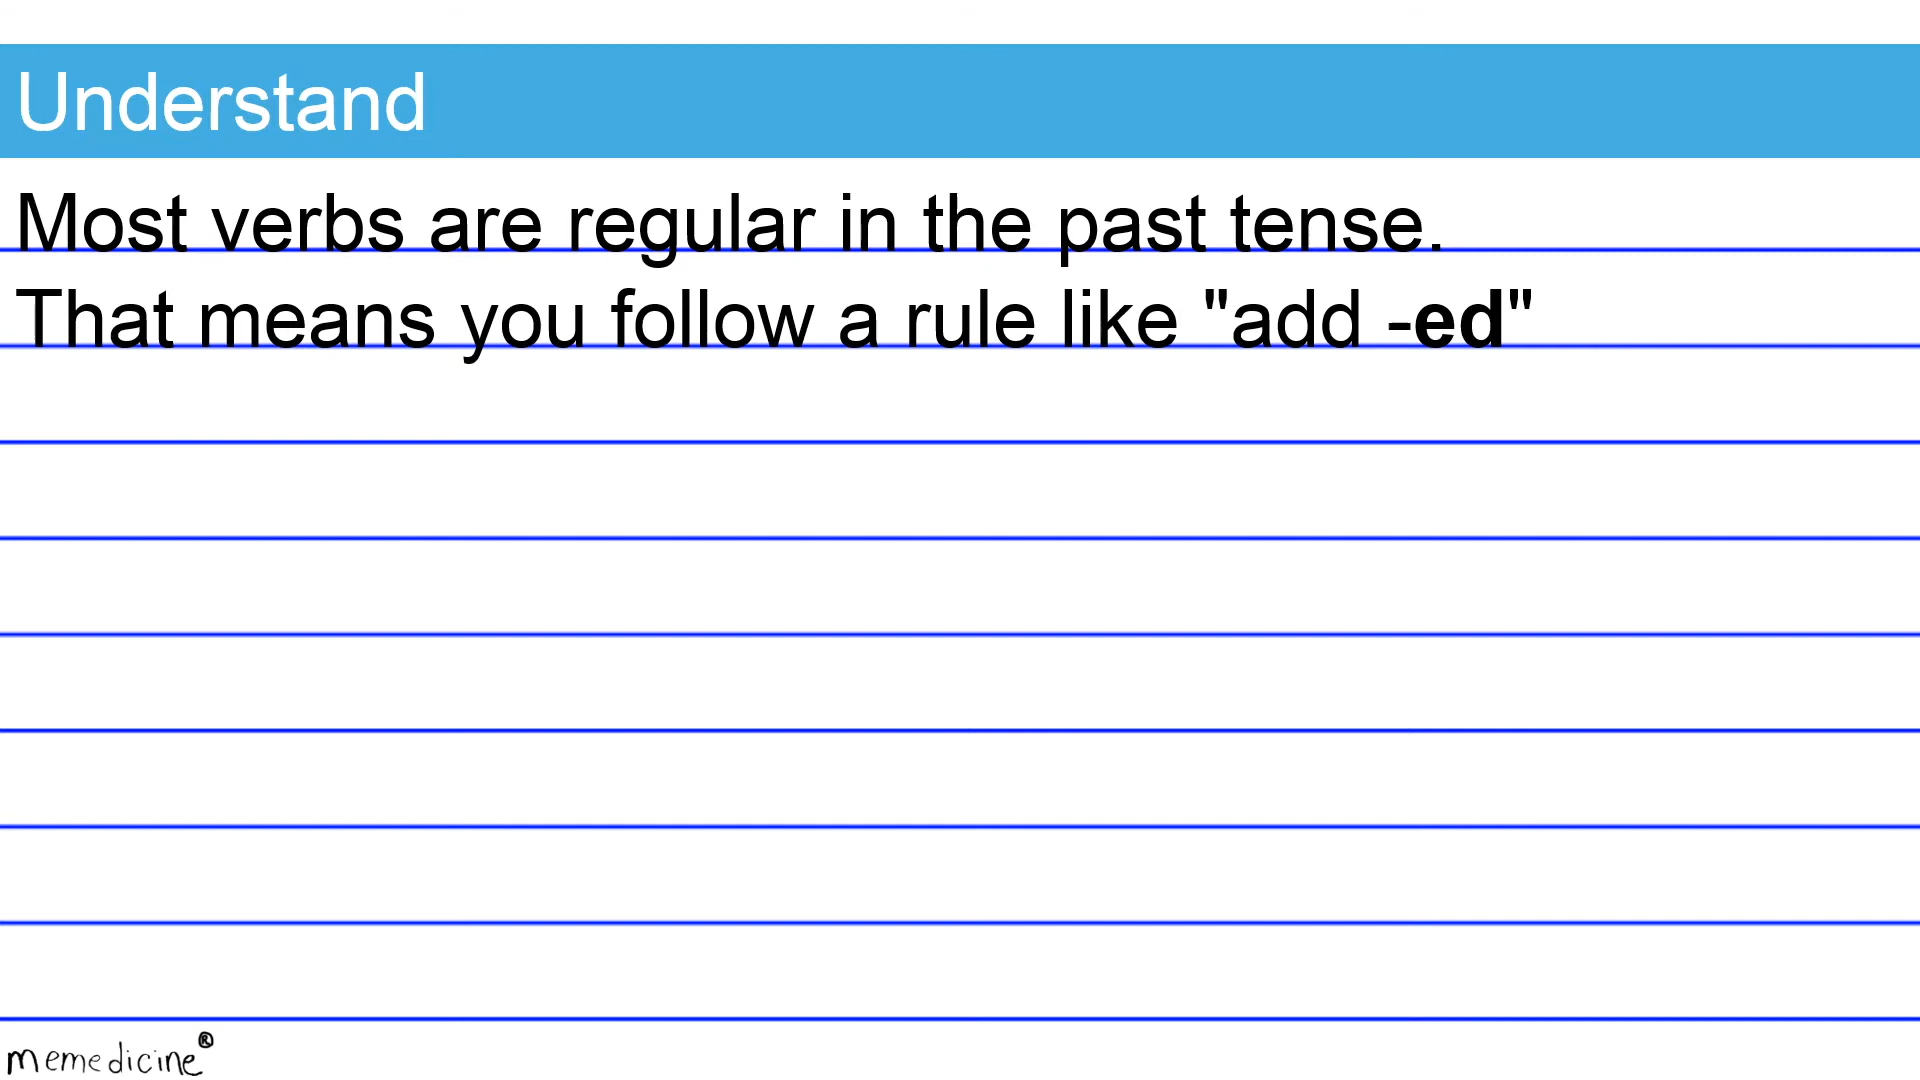 Understand
Most verbs are regular in the past tense.
That means you follow a rule like "add -ed"
memedicine®